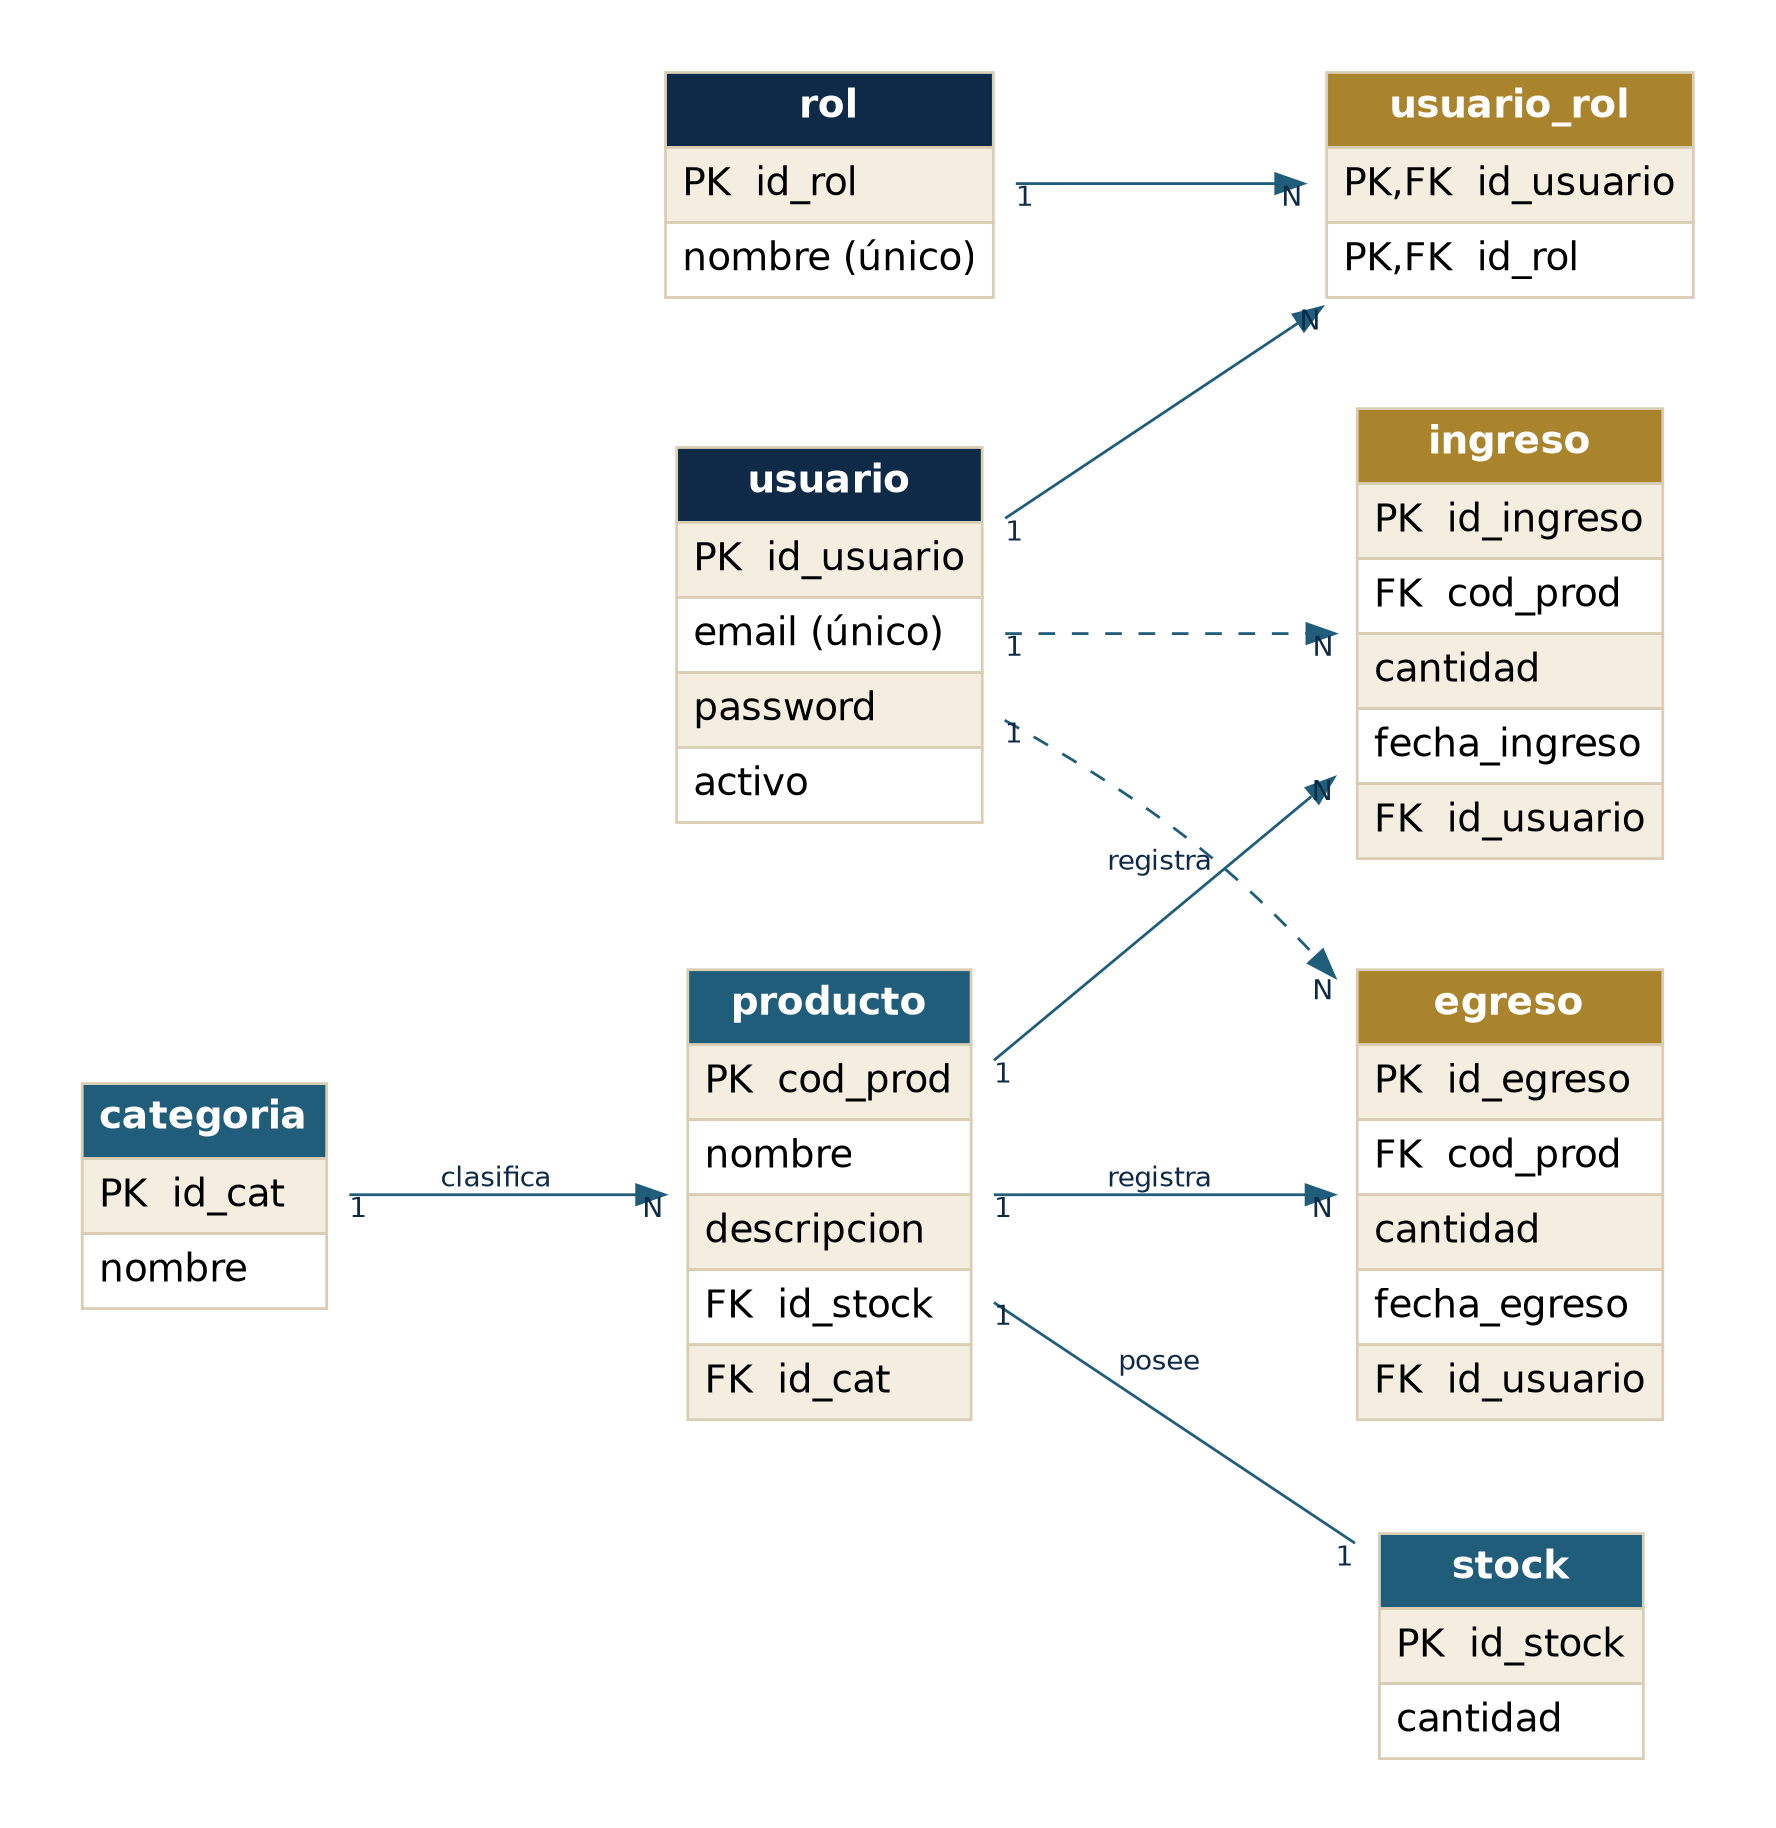 rol
PK  id_rol
nombre (único)
usuario_rol
PK,FK  id_usuario
PK,FK  id_rol
1
N
N
usuario
PK  id_usuario
email (único)
password
activo
1
1
N
1
N
ingreso
PK  id_ingreso
FK  cod_prod
cantidad
fecha_ingreso
FK  id_usuario
N
registra
categoria
PK  id_cat
nombre
clasifica
1
N
producto
PK  cod_prod
nombre
descripcion
FK  id_stock
FK  id_cat
1
registra
1
N
1
posee
1
egreso
PK  id_egreso
FK  cod_prod
cantidad
fecha_egreso
FK  id_usuario
stock
PK  id_stock
cantidad